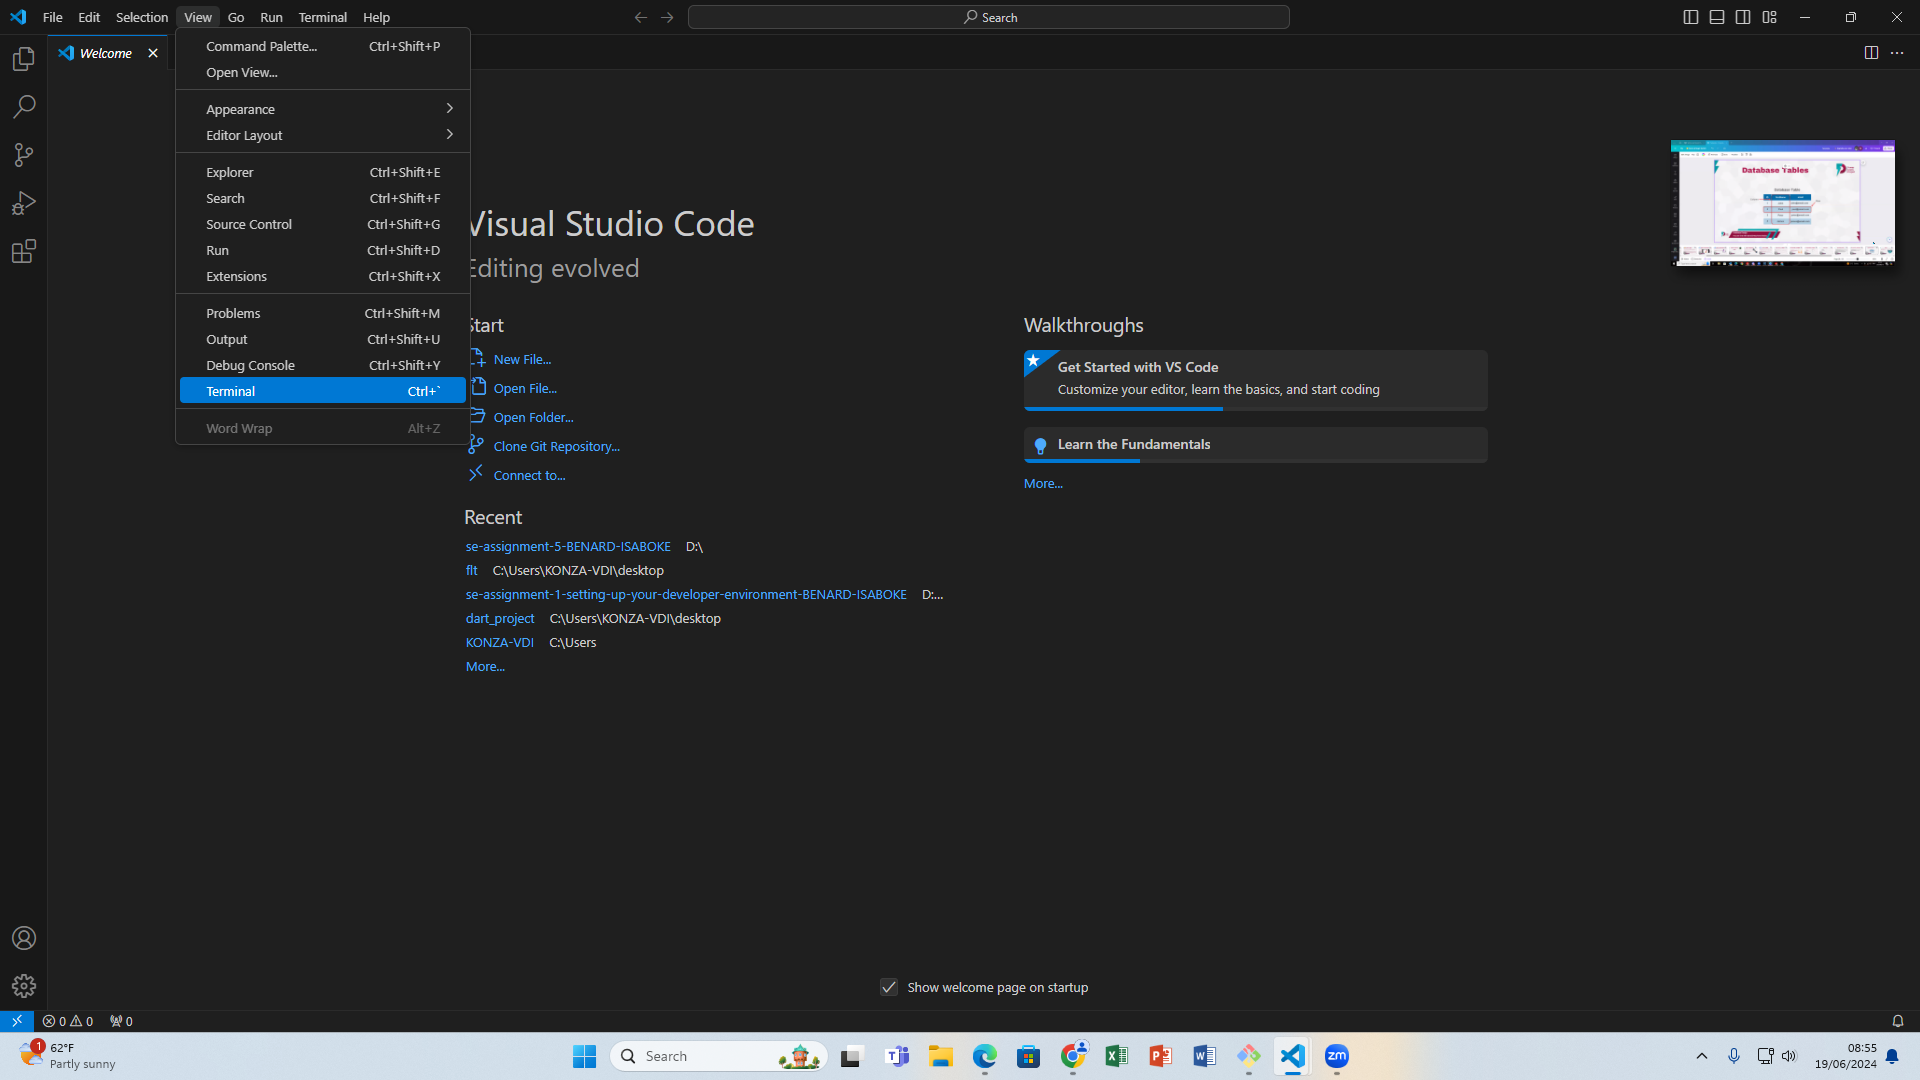 File Edit Selection View Go Run Terminal Help
Search
Welcome
Command Palette... Ctrl+Shift+P
Open View...
Appearance
Editor Layout
Explorer Ctrl+Shift+E
Search Ctrl+Shift+F
Source Control Ctrl+Shift+G
Run Ctrl+Shift+D
Extensions Ctrl+Shift+X
Problems Ctrl+Shift+M
Output Ctrl+Shift+U
Debug Console Ctrl+Shift+Y
Terminal Ctrl+`
Word Wrap Alt+Z
Visual Studio Code
Editing evolved
Start
New File...
Open File...
Open Folder...
Clone Git Repository...
Connect to...
Recent
se-assignment-5-BENARD-ISABOKE D:\
flt C:\Users\KONZA-VDI\desktop
se-assignment-1-setting-up-your-developer-environment-BENARD-ISABOKE D:...
dart_project C:\Users\KONZA-VDI\desktop
KONZA-VDI C:\Users
More...
Walkthroughs
Get Started with VS Code
Customize your editor, learn the basics, and start coding
Learn the Fundamentals
More...
Database Tables
Show welcome page on startup
0 0 0
1
62°F
Partly sunny
Search
zm
08:55
19/06/2024